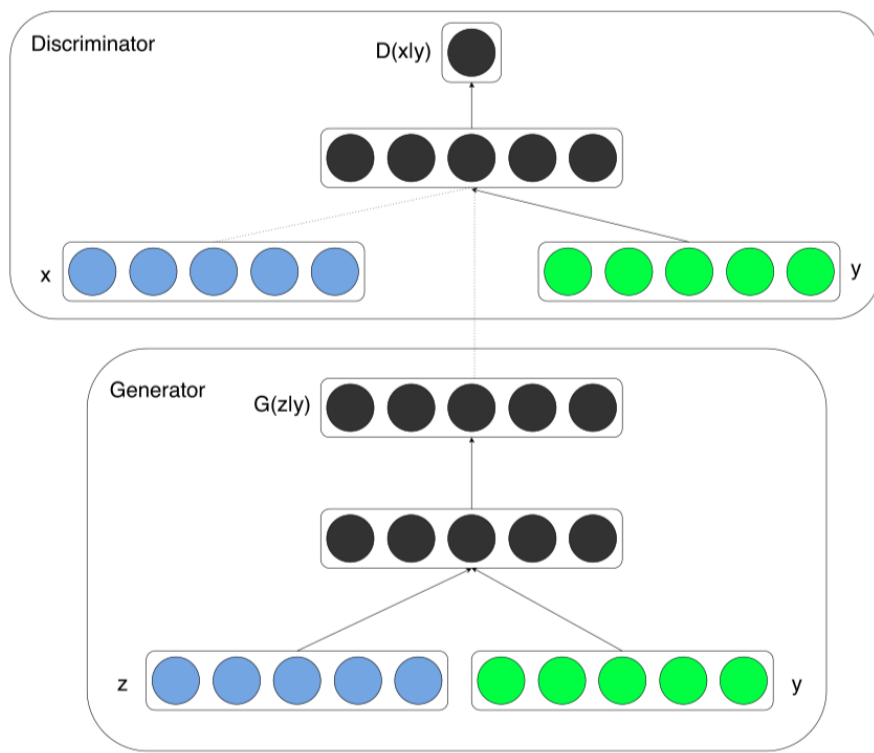 Discriminator
D(x|y)
x
y
Generator
G(z|y)
z
y